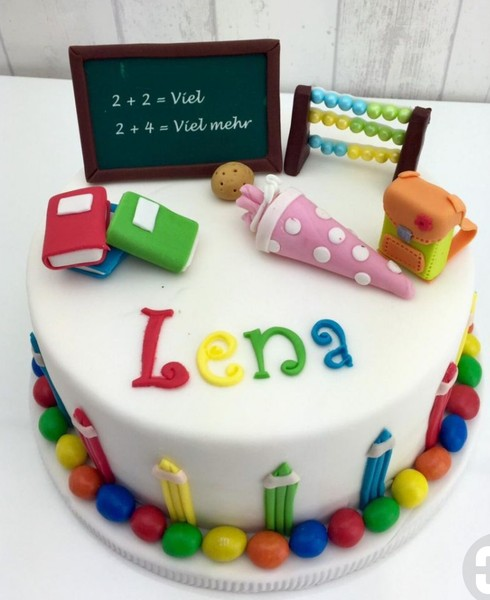 2 + 2 = Viel
2 + 4 = Viel mehr
Lena